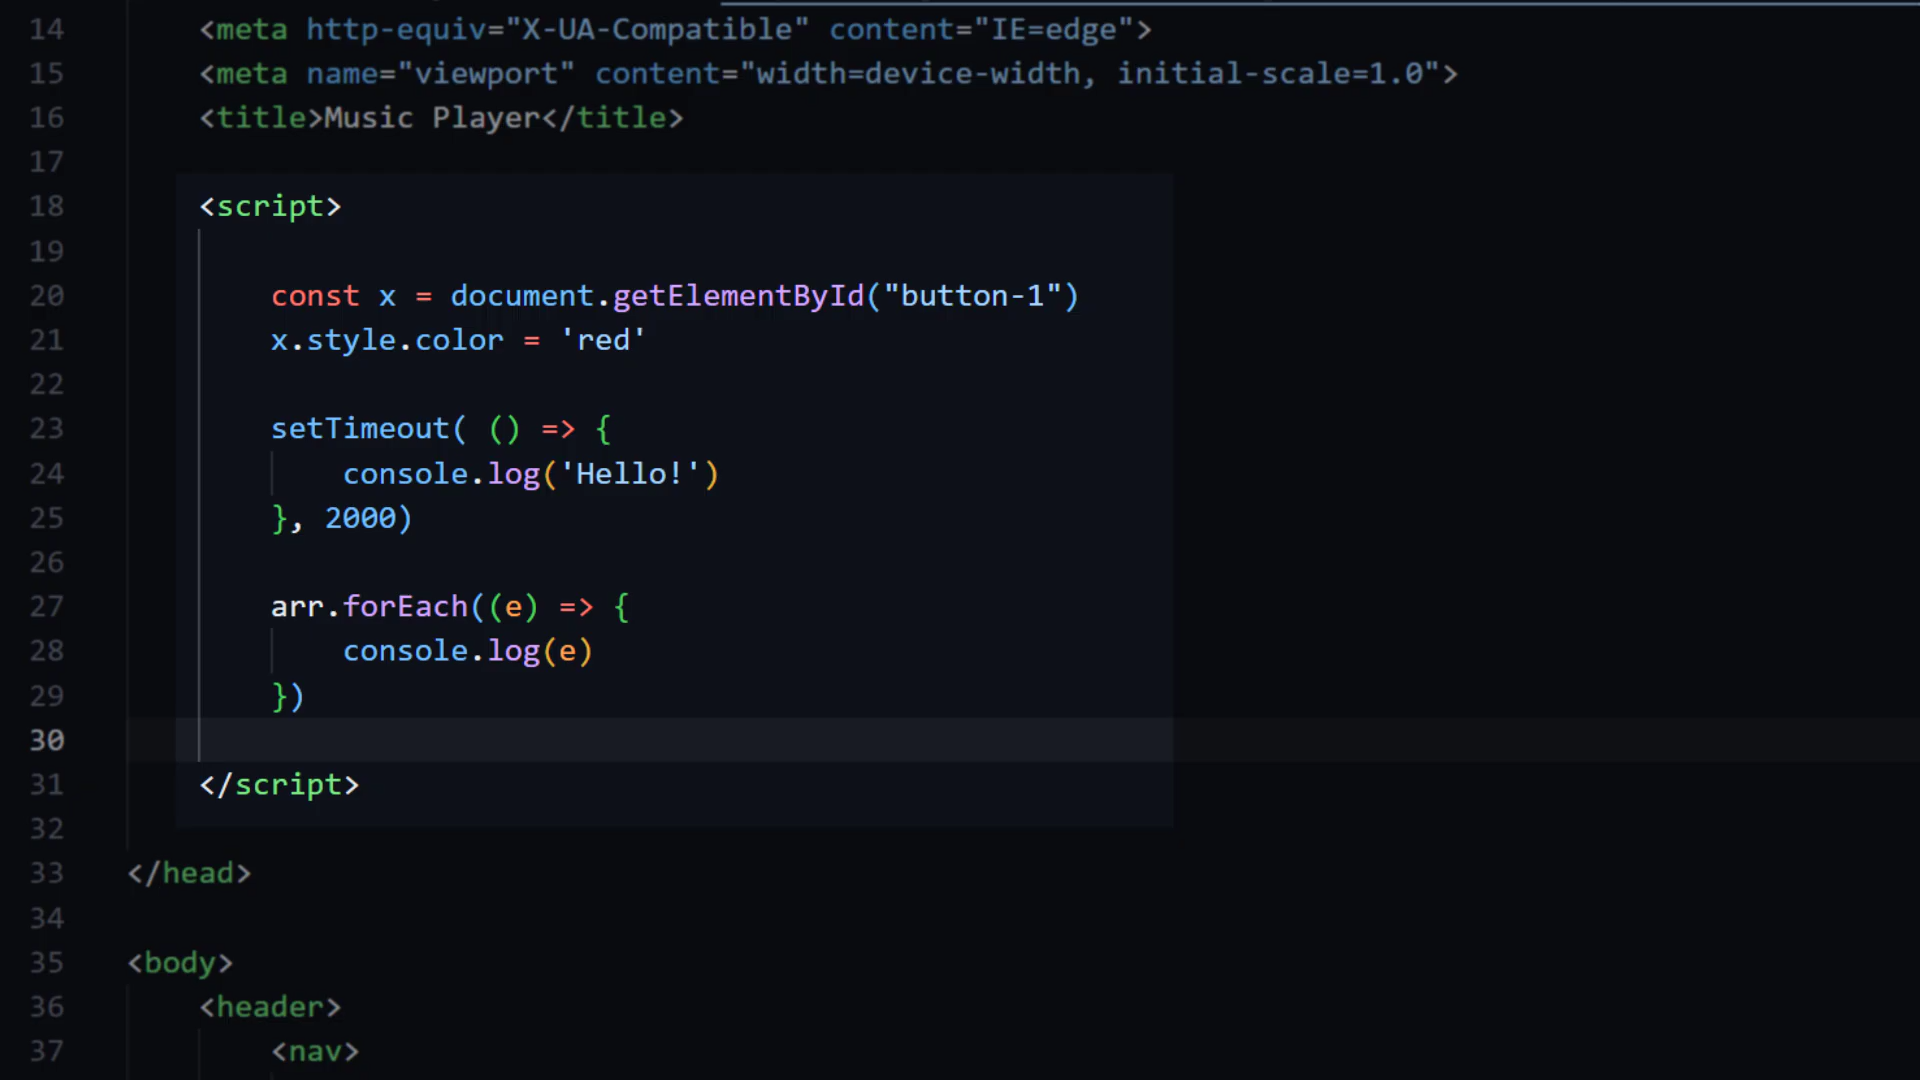 14 <meta http-equiv="X-UA-Compatible" content="IE=edge">
15 <meta name="viewport" content="width=device-width, initial-scale=1.0">
16 <title>Music Player</title>
17
18 <script>
19
20 const x = document.getElementById("button-1")
21 x.style.color = 'red'
22
23 setTimeout( () => {
24 console.log('Hello!')
25 }, 2000)
26
27 arr.forEach((e) => {
28 console.log(e)
29 })
30
31 </script>
32
33 </head>
34
35 <body>
36 <header>
37 <nav>